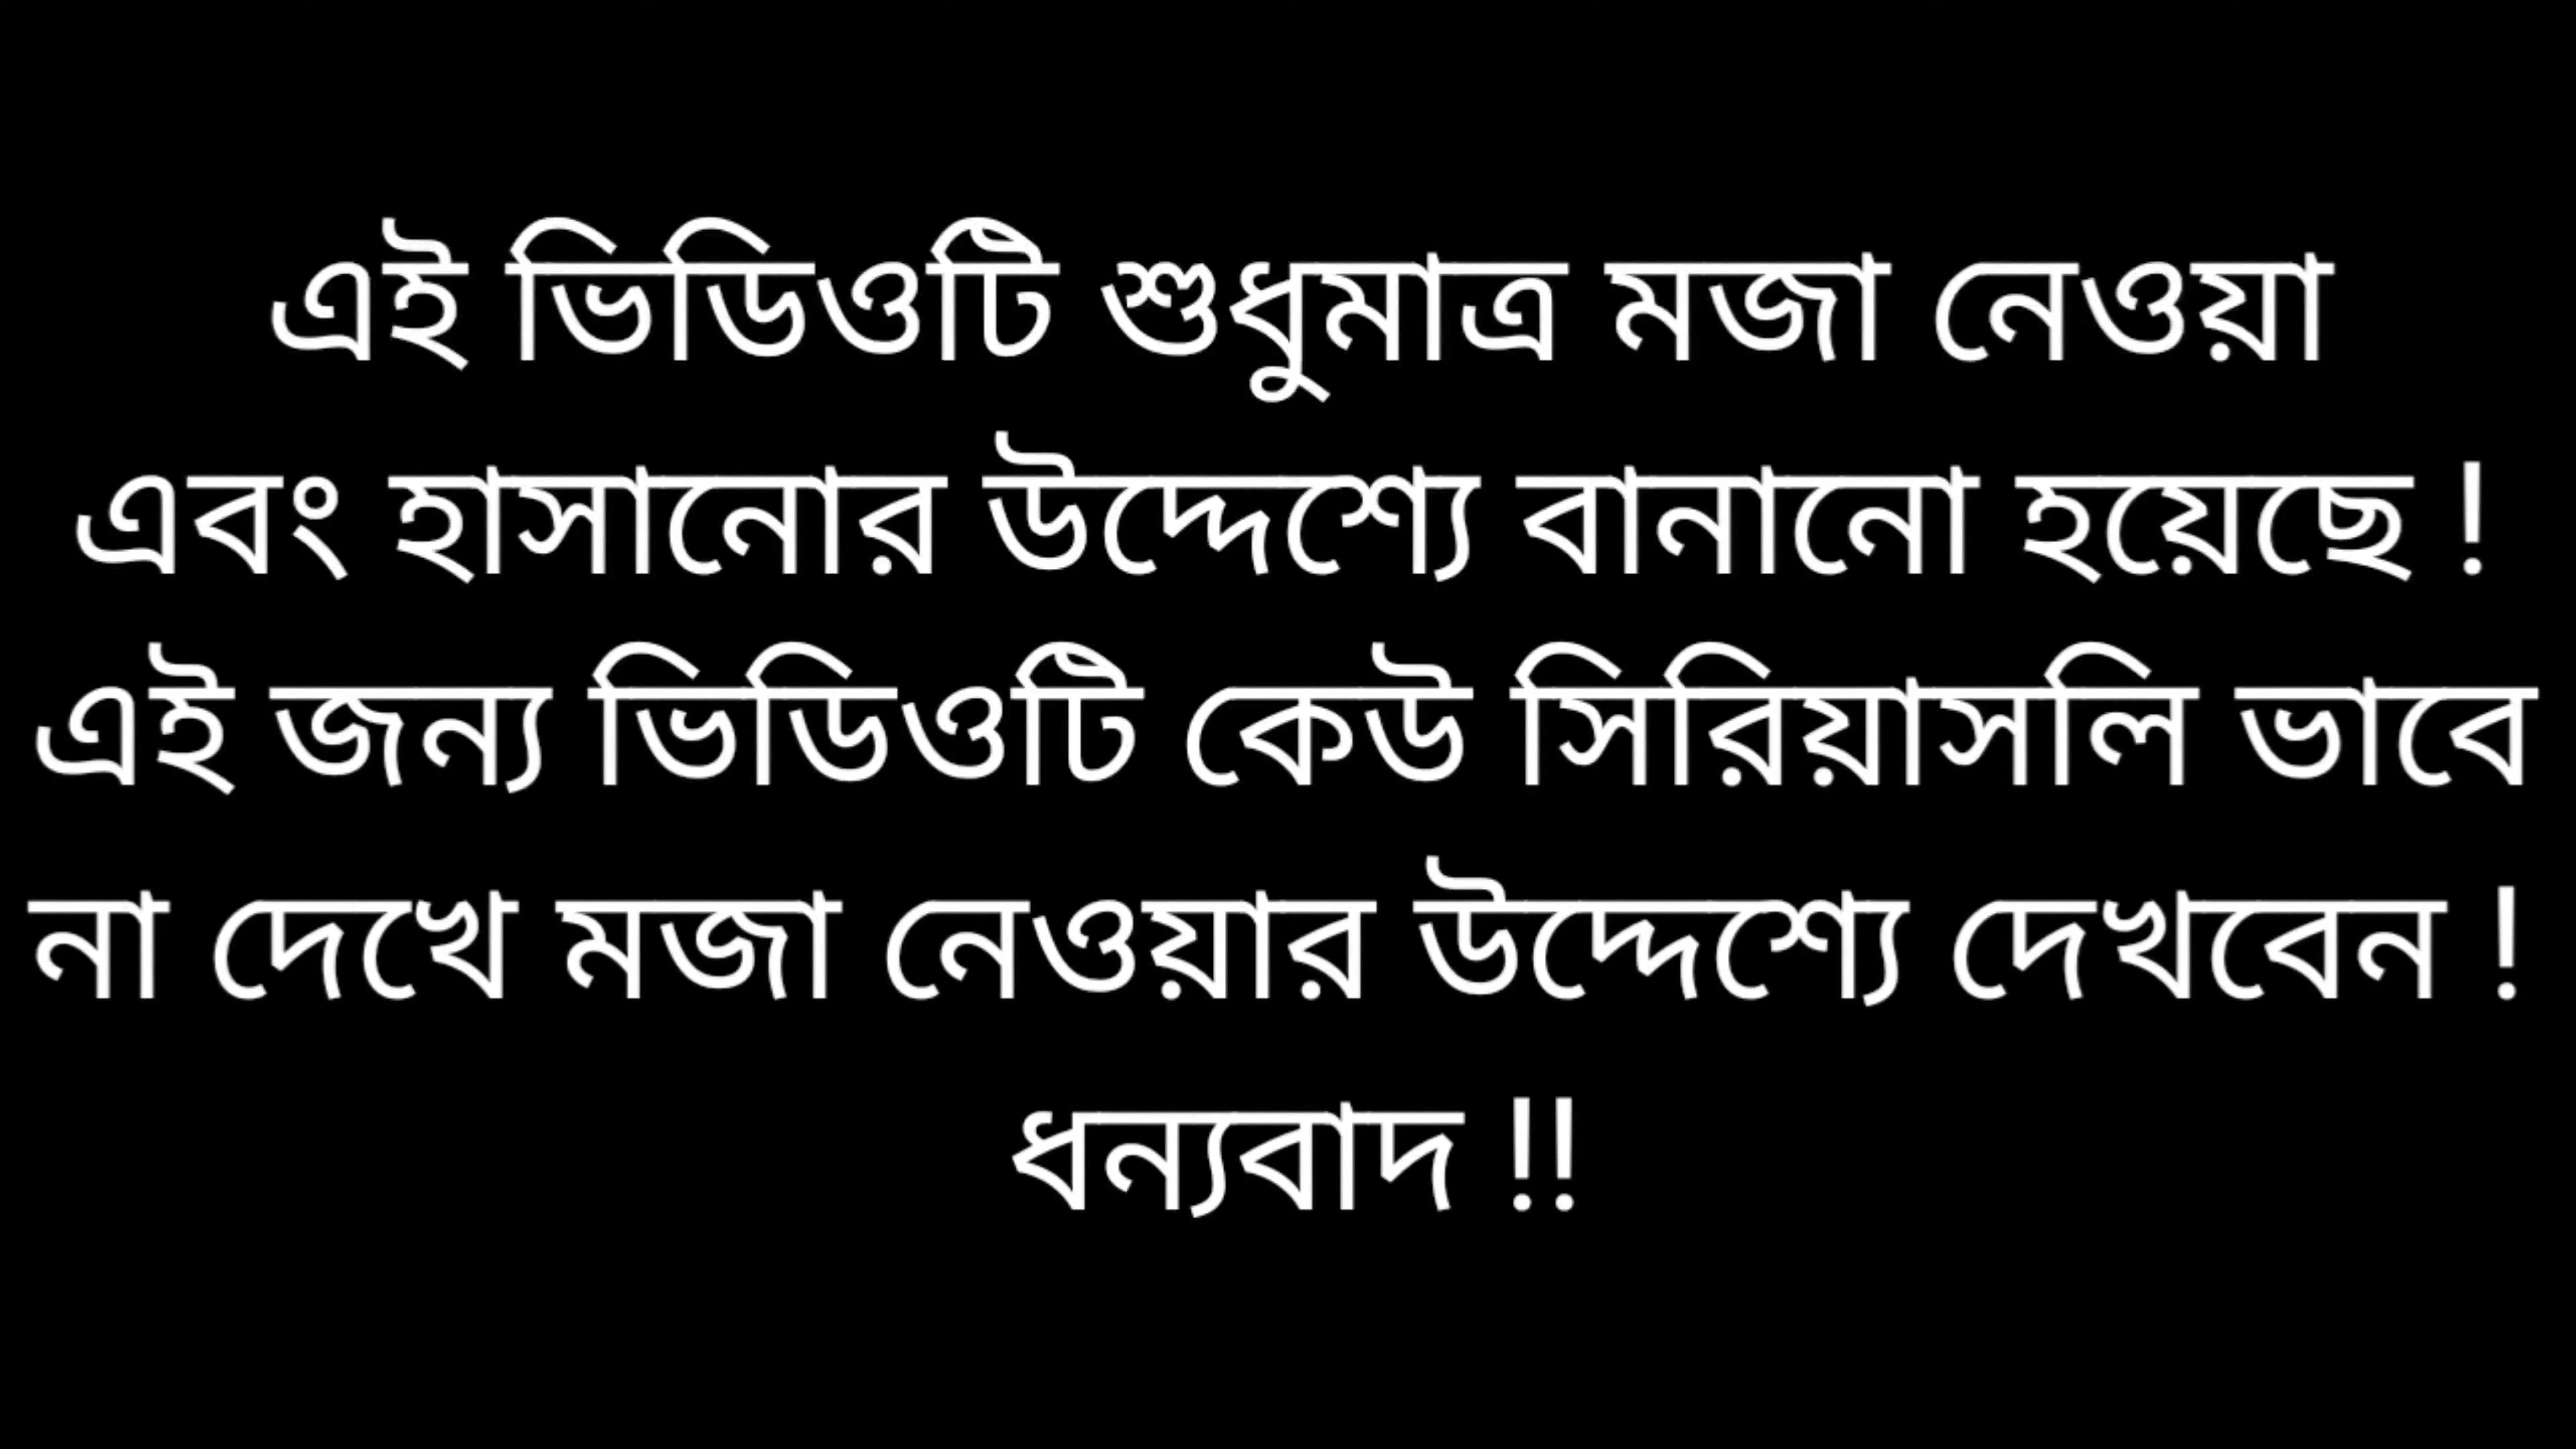 এই ভিডিওটি শুধুমাত্র মজা নেওয়া
এবং হাসানোর উদ্দেশ্যে বানানো হয়েছে !
এই জন্য ভিডিওটি কেউ সিরিয়াসলি ভাবে
না দেখে মজা নেওয়ার উদ্দেশ্যে দেখবেন !
ধন্যবাদ !!